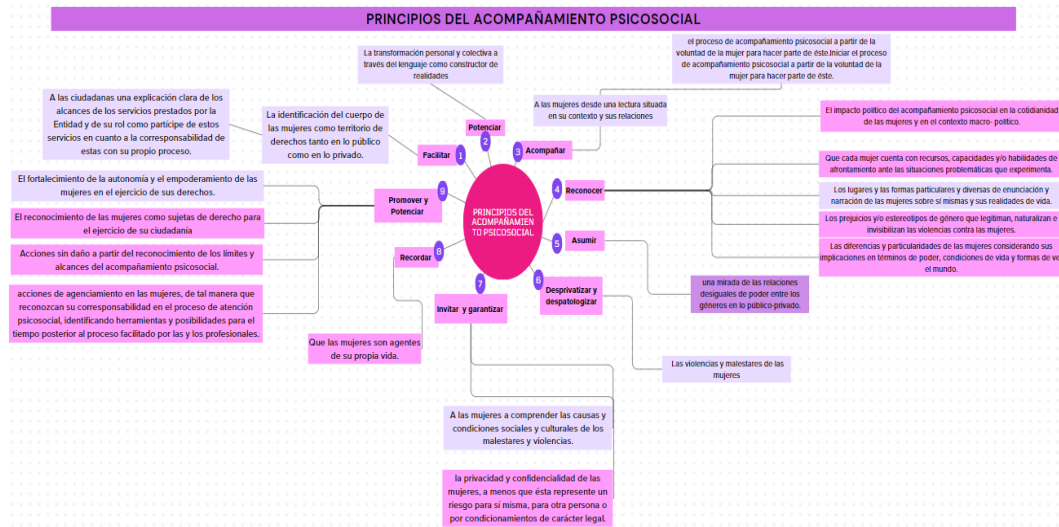 PRINCIPIOS DEL ACOMPAÑAMIENTO PSICOSOCIAL
La transformación personal y colectiva a
través del lenguaje como constructor de
realidades
el proceso de acompañamiento psicosocial a partir de la
voluntad de la mujer para hacer parte de éste.Iniciar el proceso
de acompañamiento psicosocial a partir de la voluntad de la
mujer para hacer parte de éste.
A las ciudadanas una explicación clara de los
alcances de los servicios prestados por la
Entidad y de su rol como participe de estos
servicios en cuanto a la corresponsabilidad de
estas con su propio proceso.
La identificación del cuerpo de
las mujeres como territorio de
derechos tanto en lo público
como en lo privado.
A las mujeres desde una lectura situada
en su contexto y sus relaciones
Potenciar
2
Facilitar
1
3
Acompañar
El impacto político del acompañamiento psicosocial en la cotidianidad
de las mujeres y en el contexto macro- político.
Que cada mujer cuenta con recursos, capacidades y/o habilidades de
afrontamiento ante las situaciones problemáticas que experimenta.
Los lugares y las formas particulares y diversas de enunciación y
narración de las mujeres sobre sí mismas y sus realidades de vida.
Los prejuicios y/o estereotipos de género que legitiman, naturalizan e
invisibilizan las violencias contra las mujeres.
Las diferencias y particularidades de las mujeres considerando sus
implicaciones en términos de poder, condiciones de vida y formas de ve
el mundo.
4
Reconocer
PRINCIPIOS DEL
ACOMPAÑAMIEN
TO PSICOSOCIAL
9
Promover y
Potenciar
El fortalecimiento de la autonomía y el empoderamiento de las
mujeres en el ejercicio de sus derechos.
El reconocimiento de las mujeres como sujetas de derecho para
el ejercicio de su ciudadanía
Acciones sin daño a partir del reconocimiento de los límites y
alcances del acompañamiento psicosocial.
acciones de agenciamiento en las mujeres, de tal manera que
reconozcan su corresponsabilidad en el proceso de atención
psicosocial, identificando herramientas y posibilidades para el
tiempo posterior al proceso facilitado por las y los profesionales.
5
Asumir
una mirada de las relaciones
desiguales de poder entre los
géneros en lo público-privado.
8
Recordar
Que las mujeres son agentes
de su propia vida.
6
Desprivatizar y
despatologizar
Las violencias y malestares de las
mujeres
7
Invitar y garantizar
A las mujeres a comprender las causas y
condiciones sociales y culturales de los
malestares y violencias.
la privacidad y confidencialidad de las
mujeres, a menos que ésta represente un
riesgo para sí misma, para otra persona o
por condicionamientos de carácter legal.